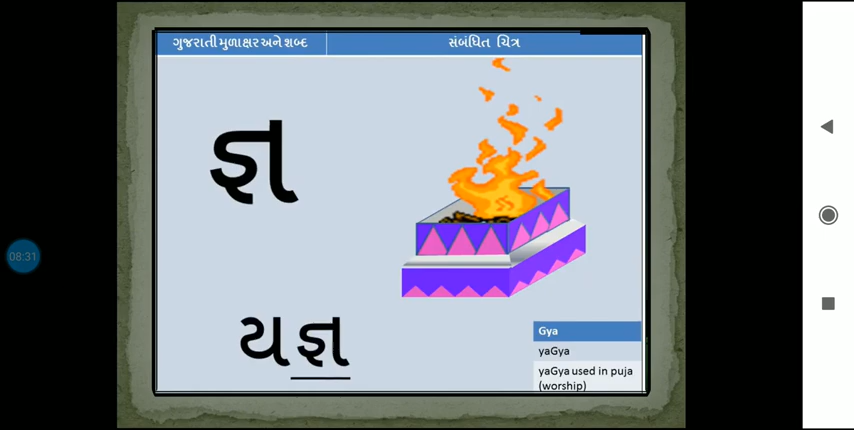 ગુજરાતી મુળાક્ષર અને શબ્દ
સંબંધિત ચિત્ર
જ્ઞ
યજ્ઞ
Gya
yaGya
yaGya used in puja
(worship)
08:31